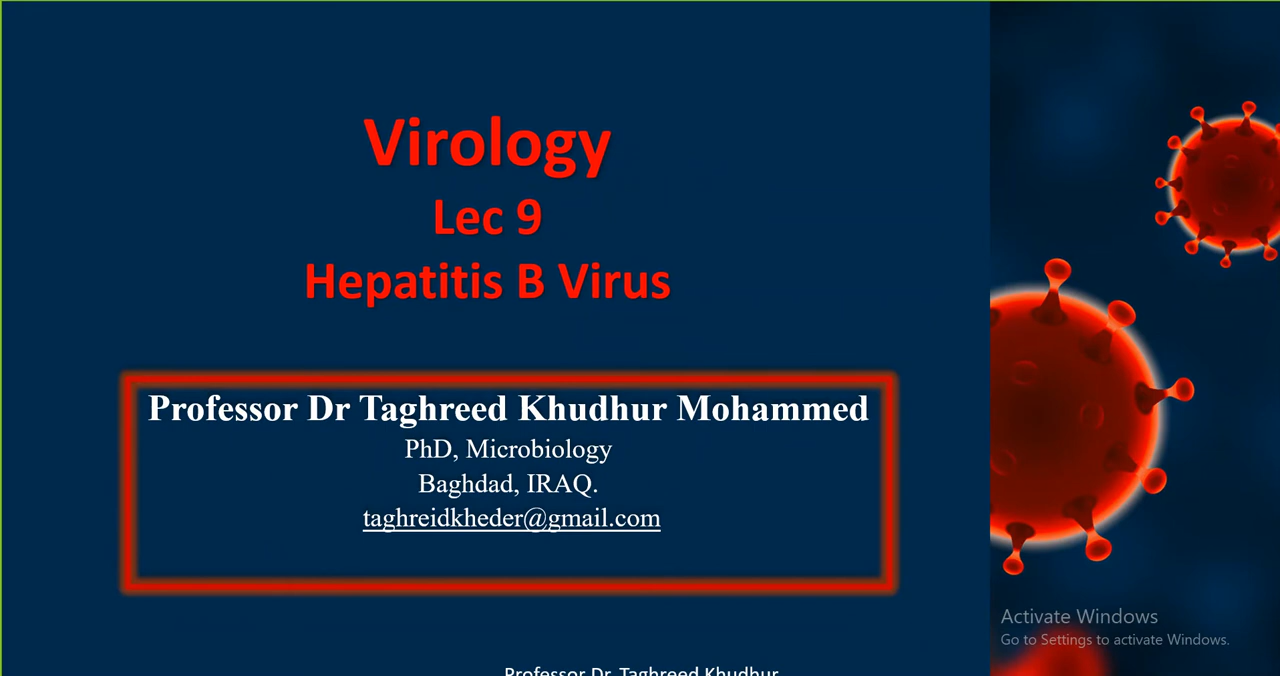 Virology
Lec 9
Hepatitis B Virus
Professor Dr Taghreed Khudhur Mohammed
PhD, Microbiology
Baghdad, IRAQ.
taghreidkheder@gmail.com
Activate Windows
Go to Settings to activate Windows.
Professor Dr. Taghreed Khudhur